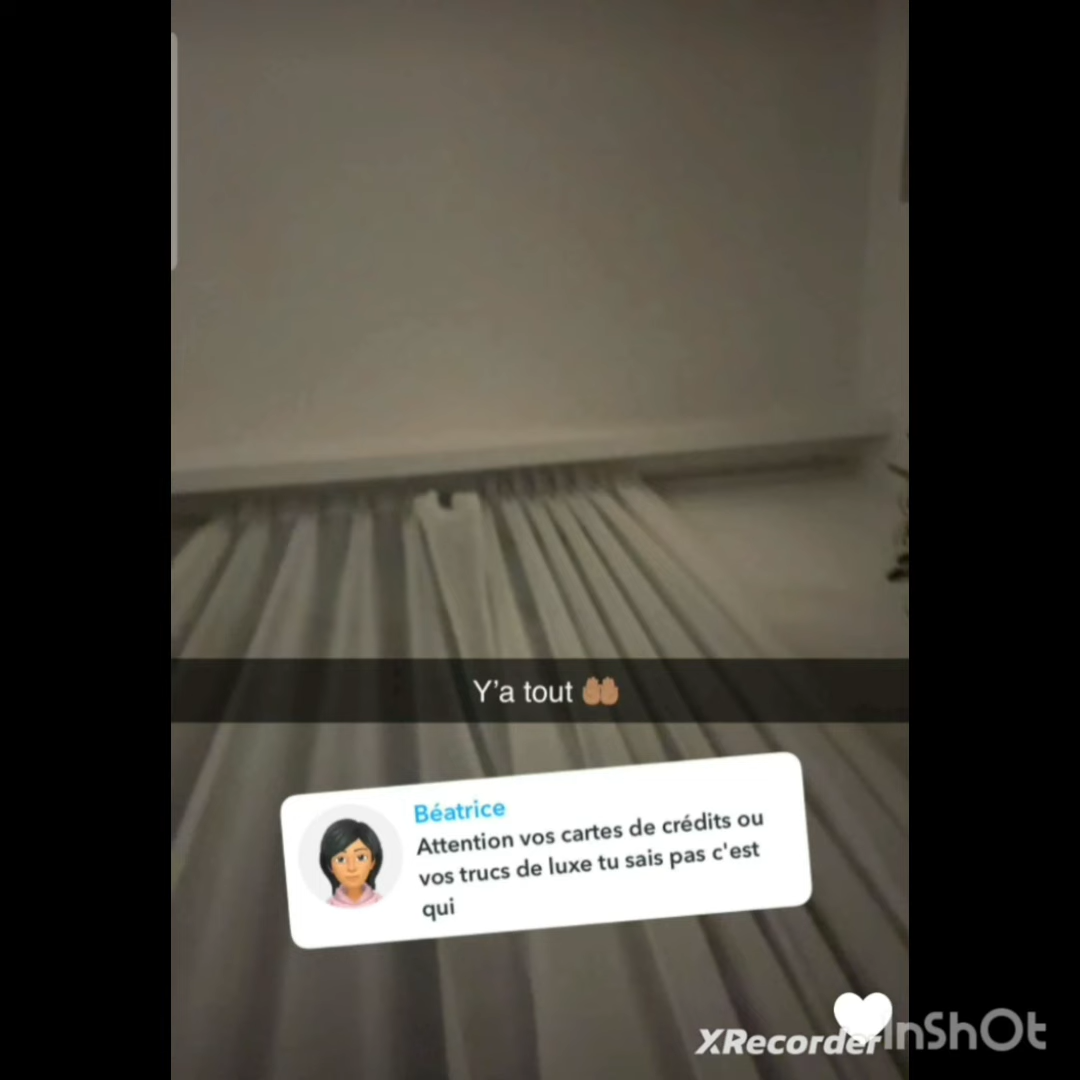 Y'a tout 🤲🏽
Béatrice
Attention vos cartes de crédits ou
vos trucs de luxe tu sais pas c'est
qui
XRecorder
InShOt